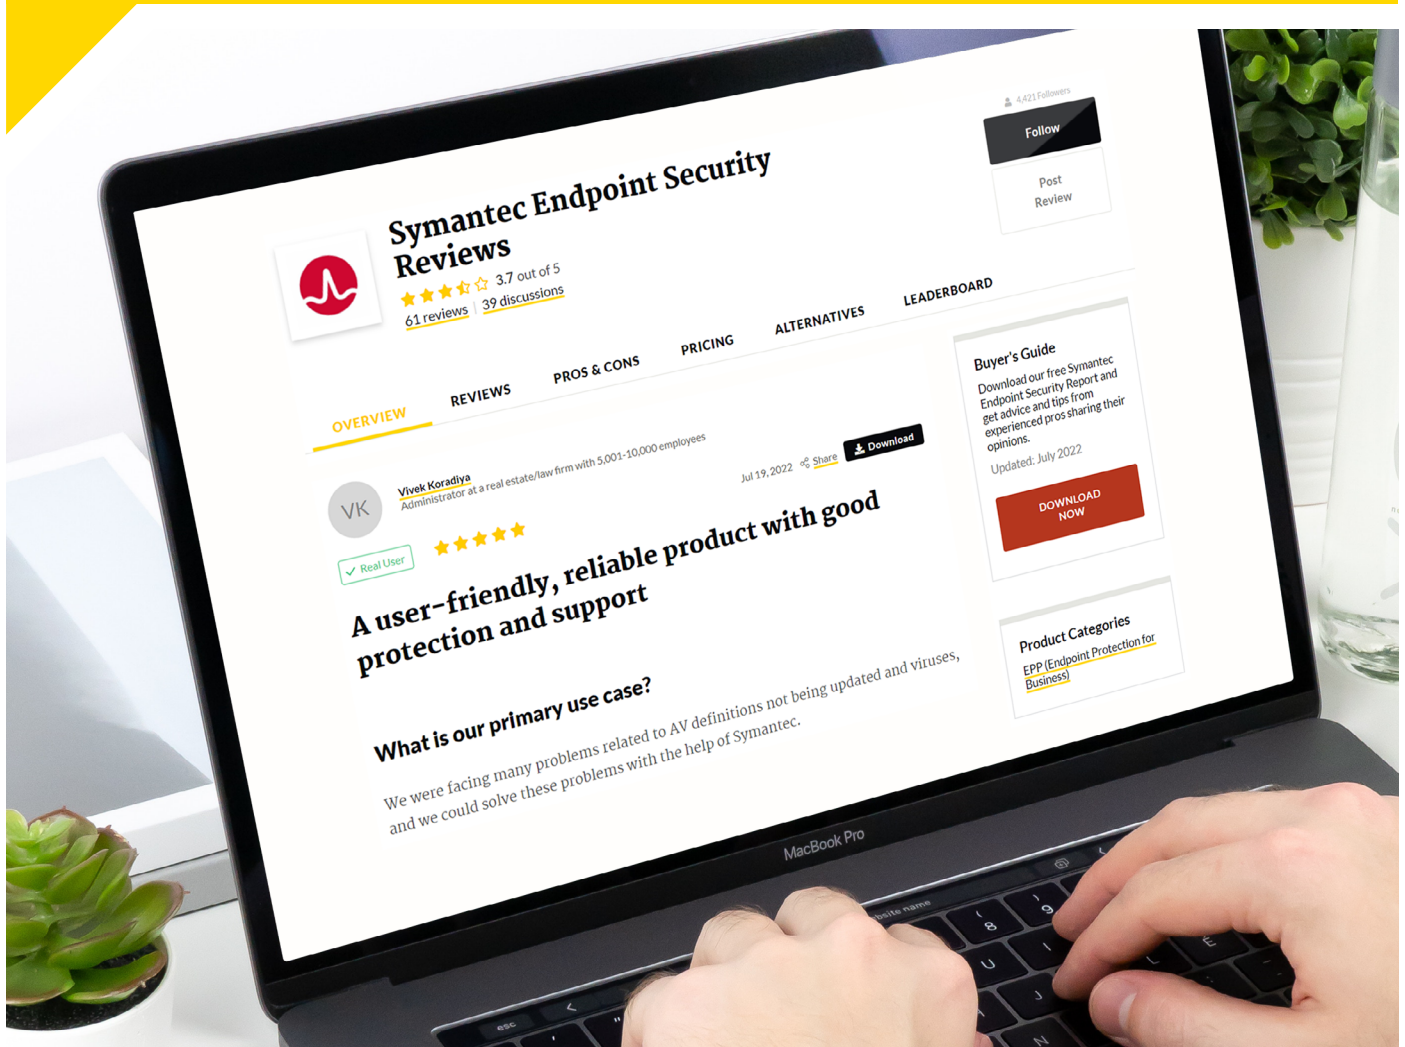 4,421 Followers
Follow
Post
Review
Symantec Endpoint Security
Reviews
3.7 out of 5
61 reviews
39 discussions
OVERVIEW
REVIEWS
PROS & CONS
PRICING
ALTERNATIVES
LEADERBOARD
VK
Vivek Koradiya
Administrator at a real estate/law firm with 5,001-10,000 employees
Real User
Jul 19, 2022
Share
Download
A user-friendly, reliable product with good
protection and support
What is our primary use case?
We were facing many problems related to AV definitions not being updated and viruses,
and we could solve these problems with the help of Symantec.
Buyer's Guide
Download our free Symantec
Endpoint Security Report and
get advice and tips from
experienced pros sharing their
opinions.
Updated: July 2022
DOWNLOAD
NOW
Product Categories
EPP (Endpoint Protection for
Business)
MacBook Pro
esc
name
( 8
) 9
U
I
J
N
L